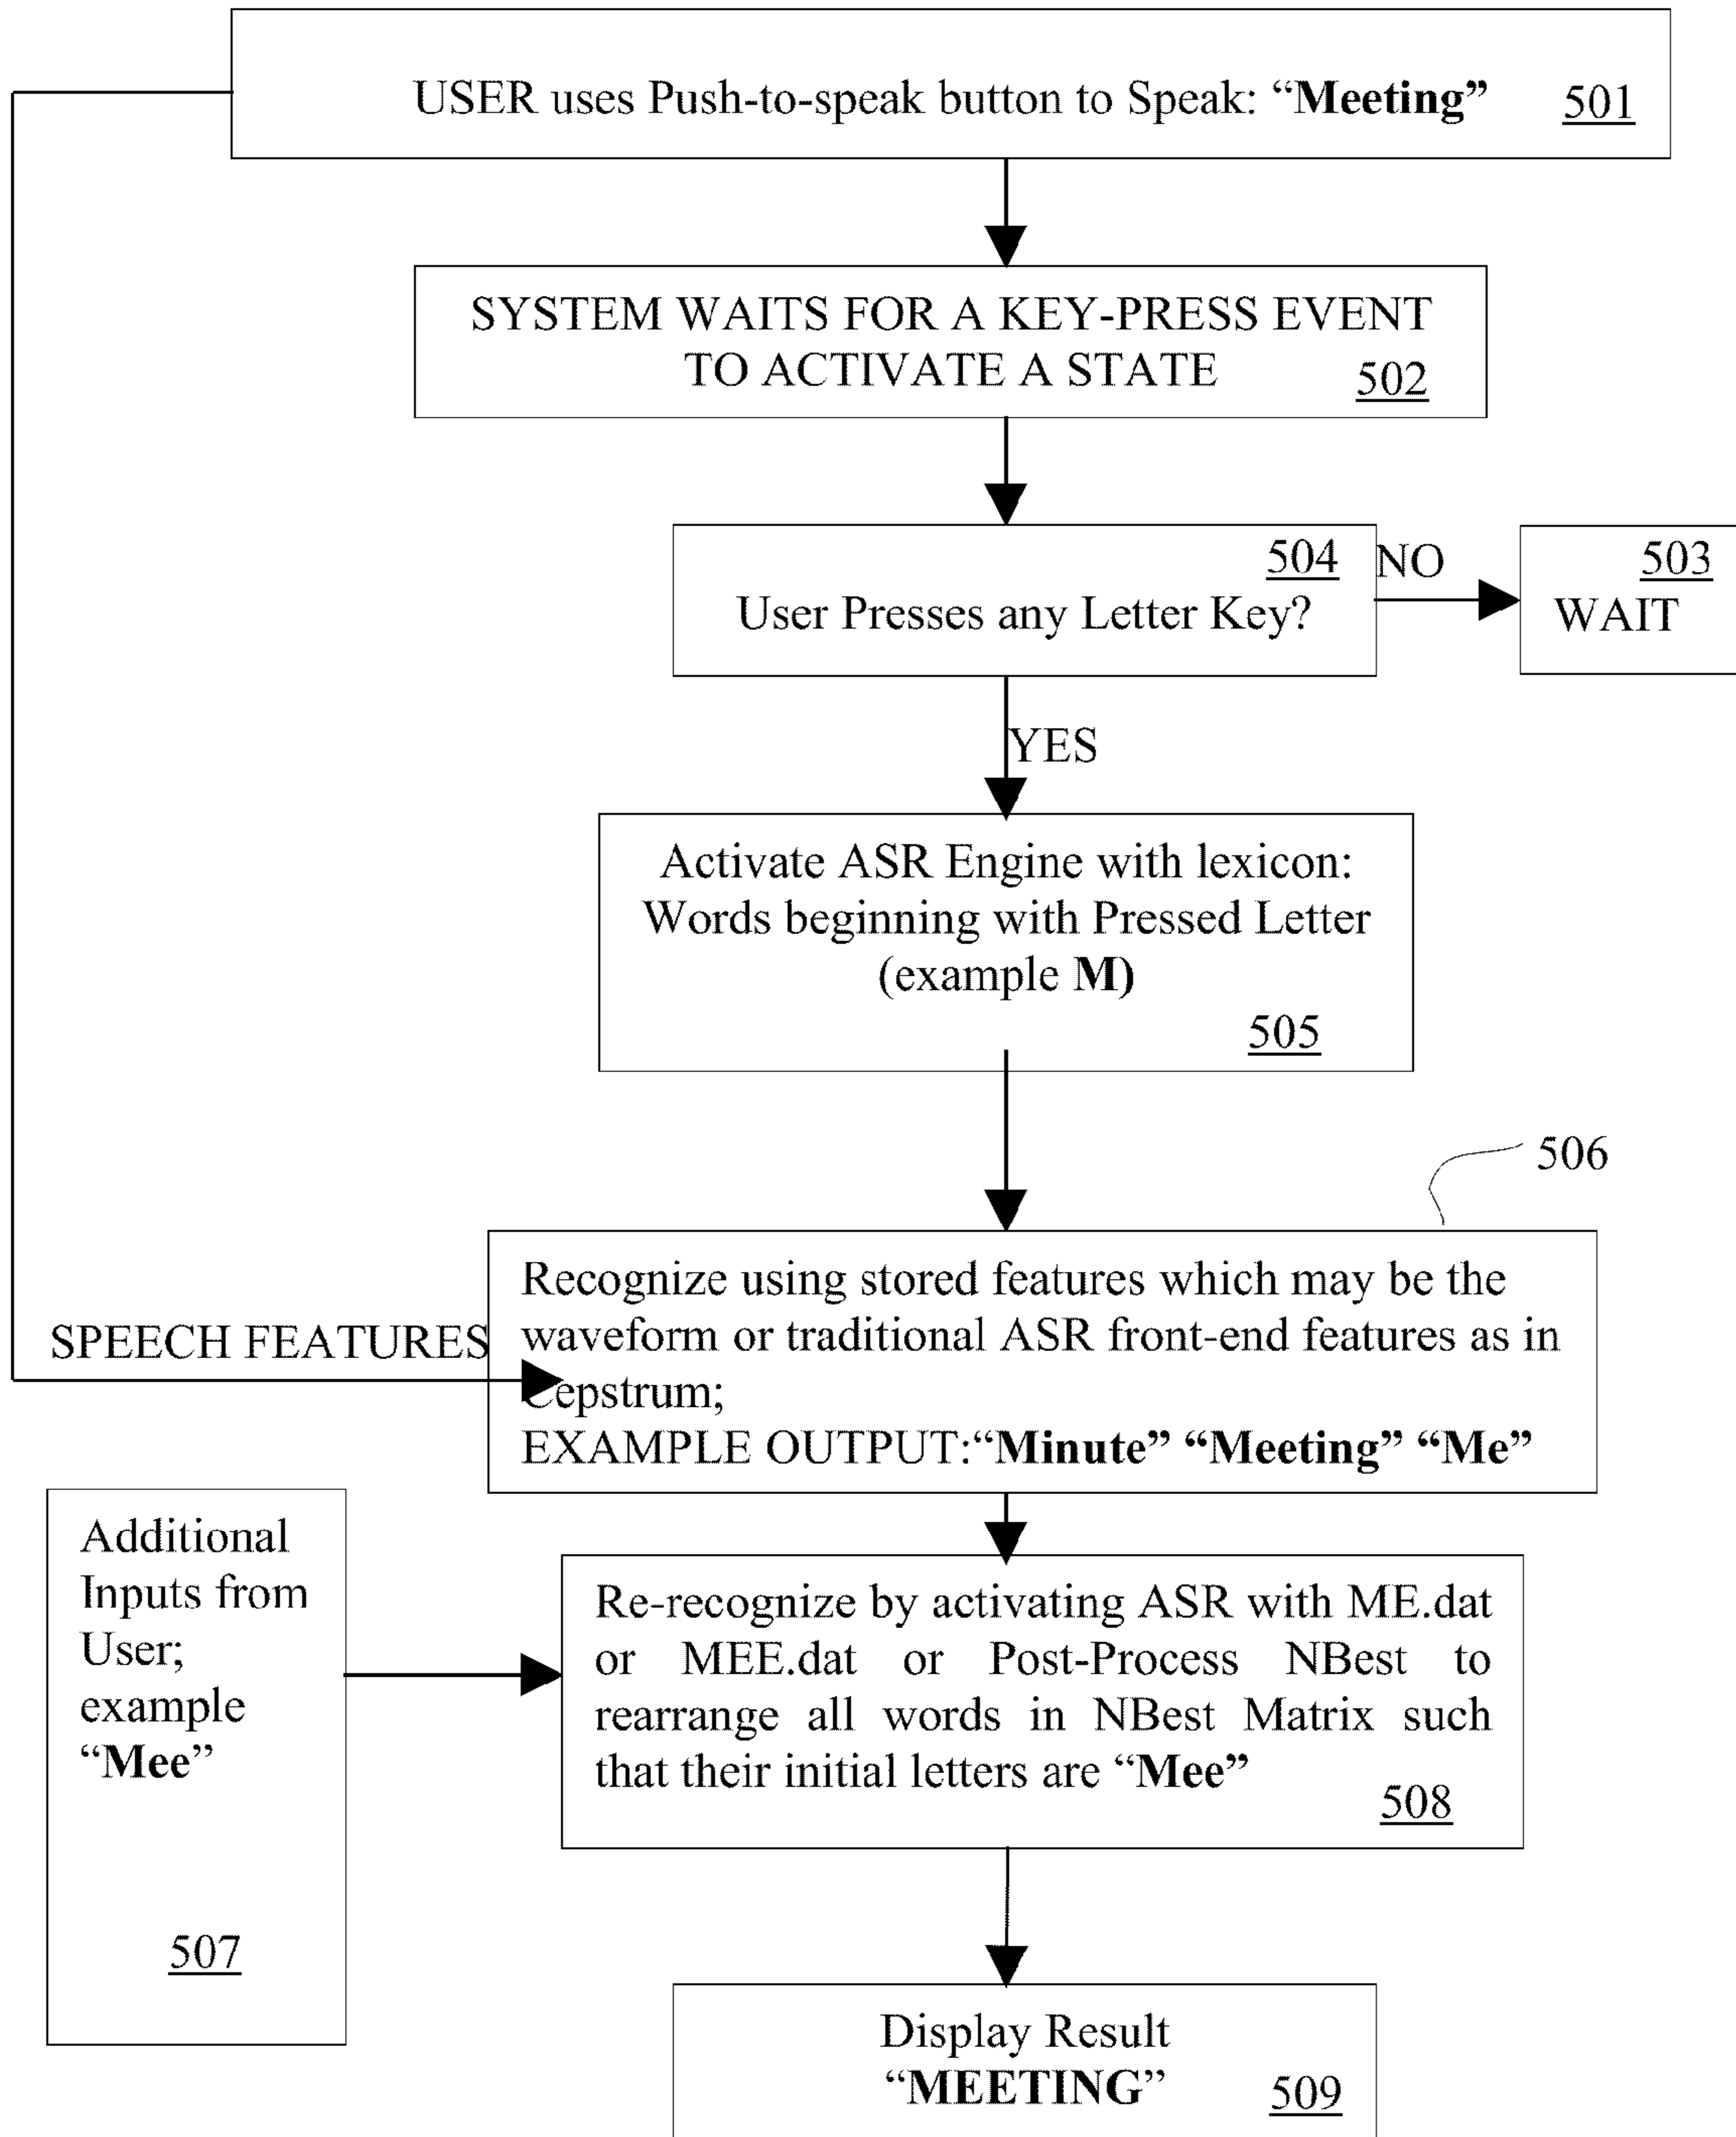 USER uses Push-to-speak button to Speak: “Meeting”
501
SYSTEM WAITS FOR A KEY-PRESS EVENT
TO ACTIVATE A STATE
502
504
User Presses any Letter Key?
NO
503
WAIT
YES
Activate ASR Engine with lexicon:
Words beginning with Pressed Letter
(example M)
505
506
SPEECH FEATURES
Recognize using stored features which may be the
waveform or traditional ASR front-end features as in
Cepstrum;
EXAMPLE OUTPUT:“Minute” “Meeting” “Me”
Additional
Inputs from
User;
example
“Mee”
507
Re-recognize by activating ASR with ME.dat
or MEE.dat or Post-Process NBest to
rearrange all words in NBest Matrix such
that their initial letters are “Mee”
508
Display Result
“MEETING”
509